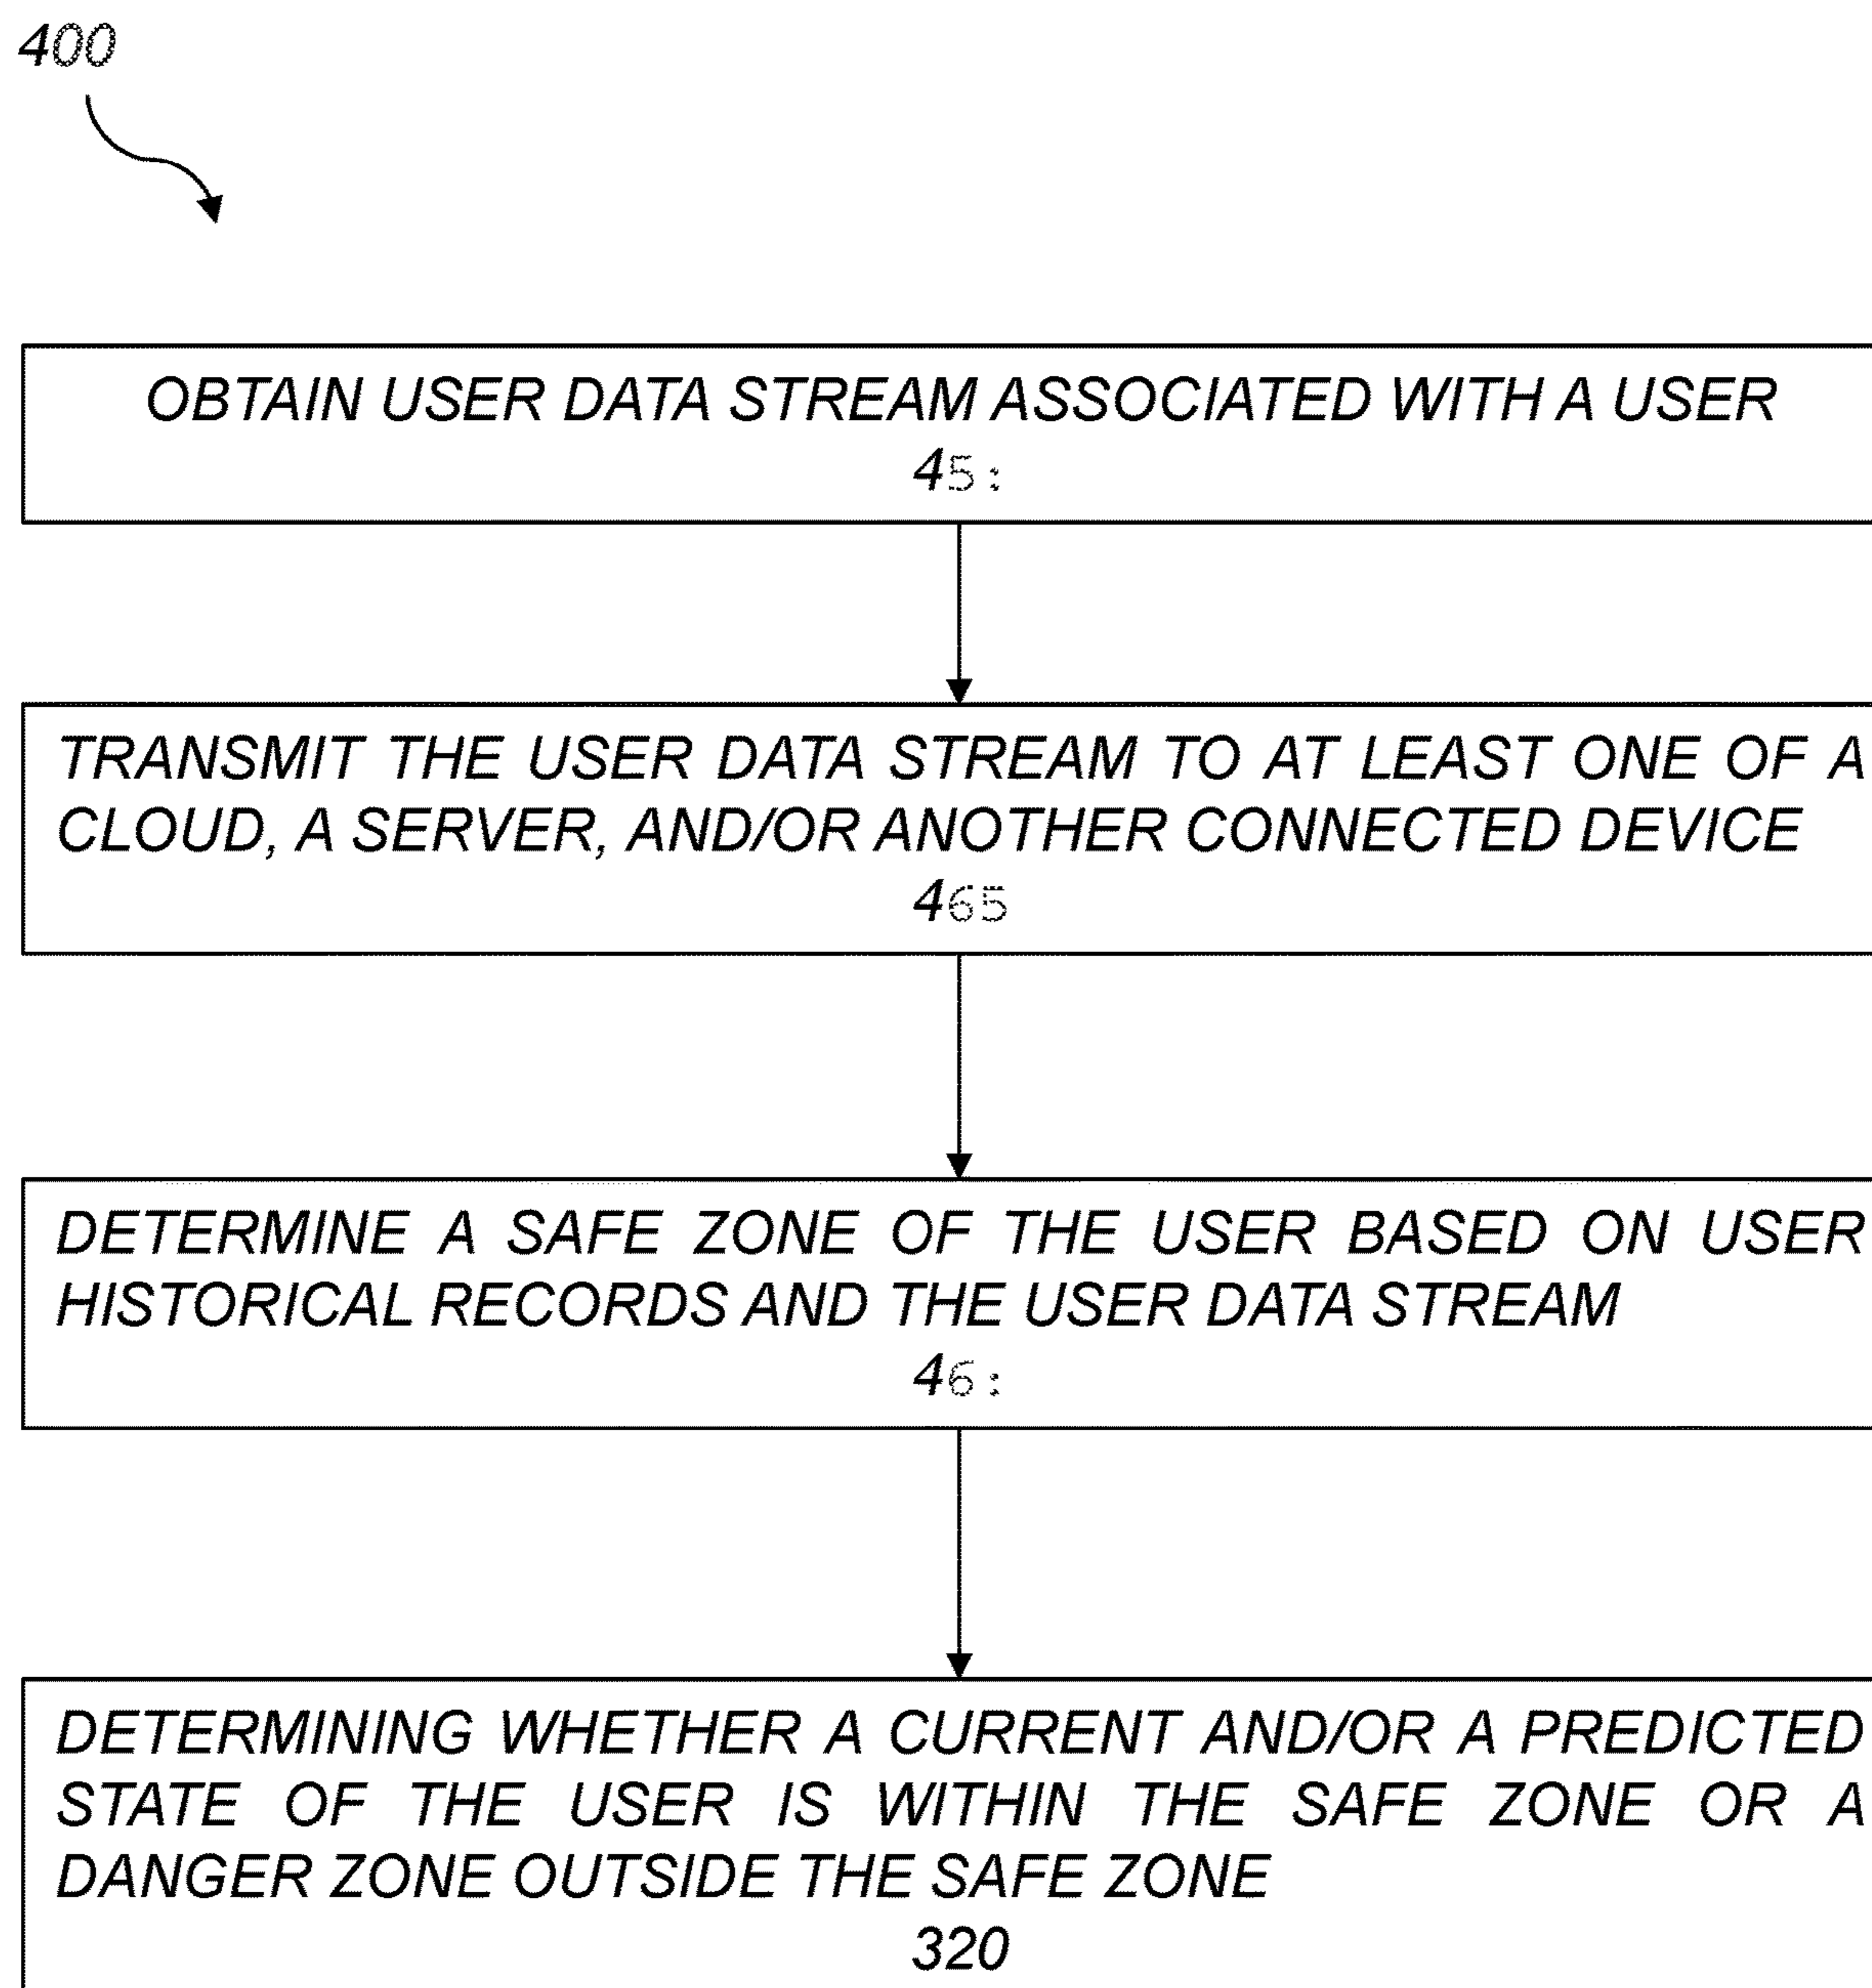 400
OBTAIN USER DATA STREAM ASSOCIATED WITH A USER
45:
TRANSMIT THE USER DATA STREAM TO AT LEAST ONE OF A
CLOUD, A SERVER, AND/OR ANOTHER CONNECTED DEVICE
465
DETERMINE A SAFE ZONE OF THE USER BASED ON USER
HISTORICAL RECORDS AND THE USER DATA STREAM
46:
DETERMINING WHETHER A CURRENT AND/OR A PREDICTED
STATE OF THE USER IS WITHIN THE SAFE ZONE OR A
DANGER ZONE OUTSIDE THE SAFE ZONE
320